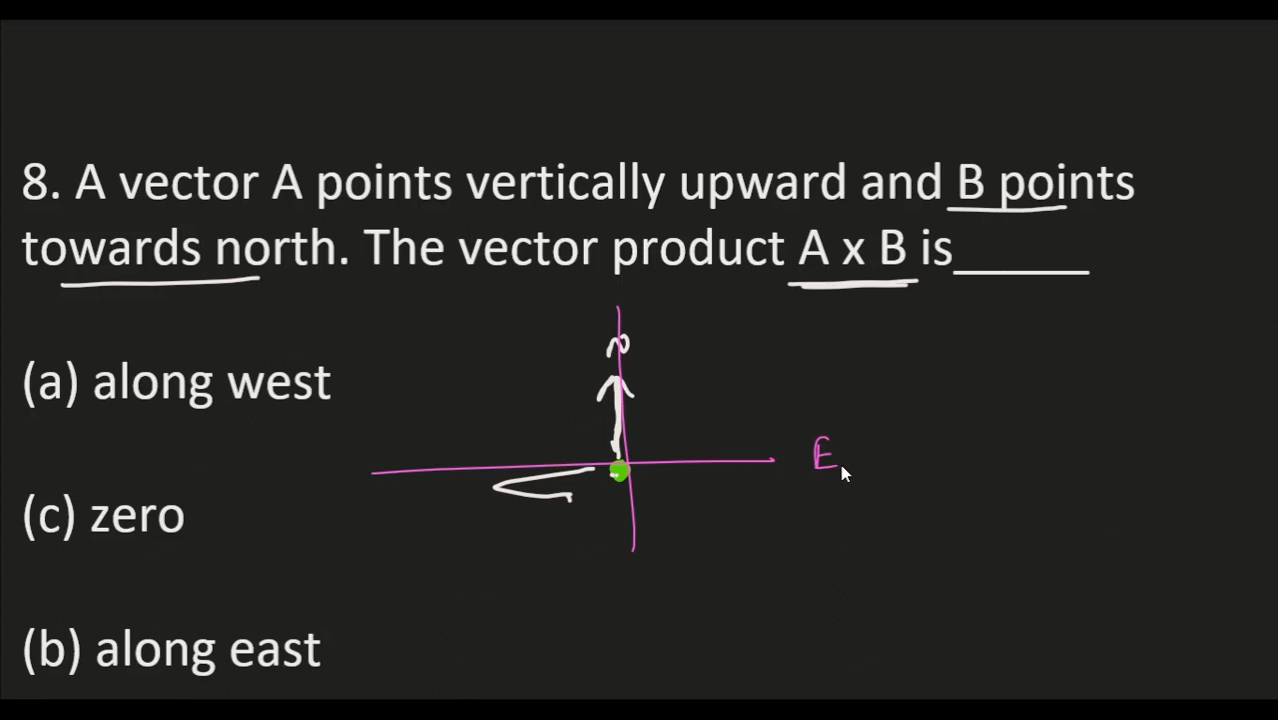 8. A vector A points vertically upward and B points
towards north. The vector product A x B is______
(a) along west
E
(c) zero
(b) along east